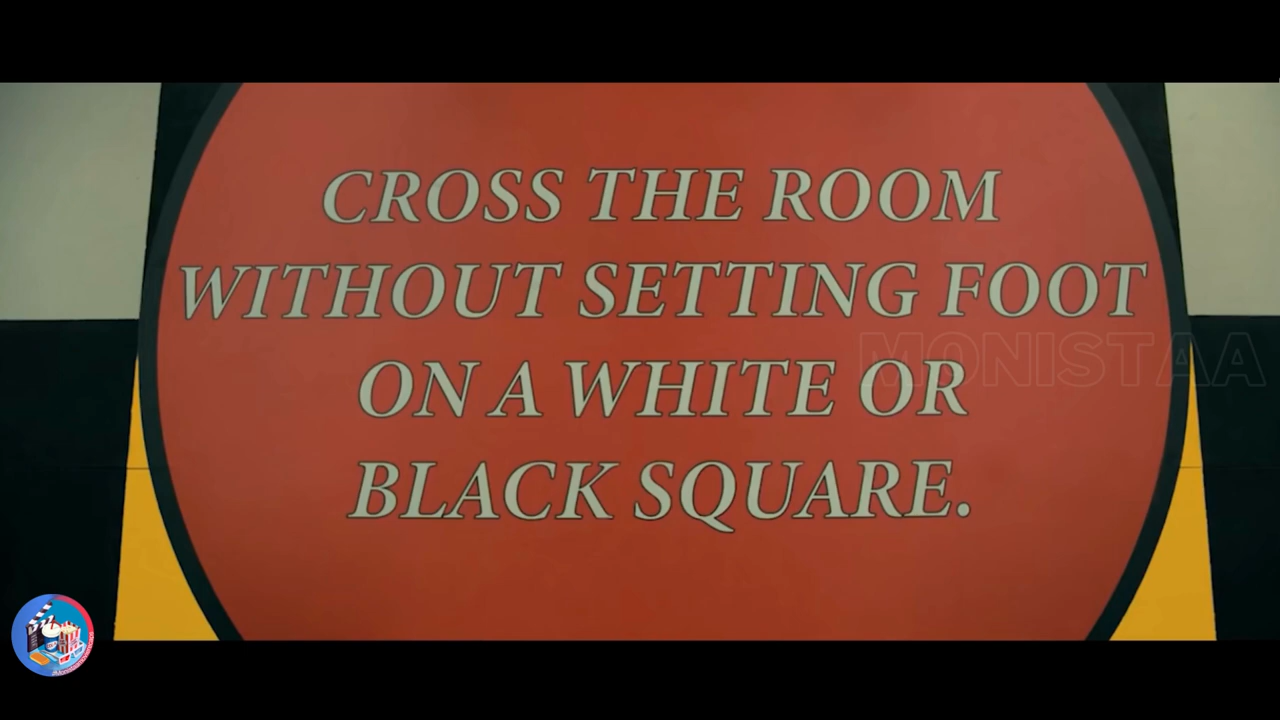 CROSS THE ROOM
WITHOUT SETTING FOOT
ON A WHITE OR
MONISTAA
BLACK SQUARE.